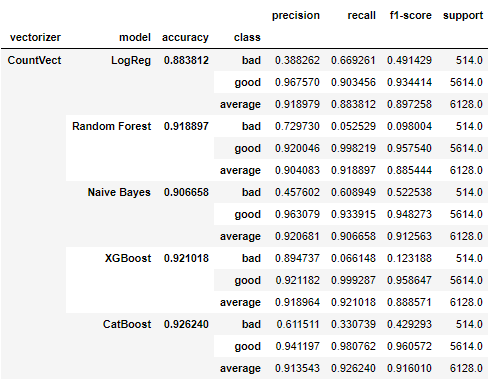 precision recall f1-score support
vectorizer model accuracy class
CountVect LogReg 0.883812 bad 0.388262 0.669261 0.491429 514.0
good 0.967570 0.903456 0.934414 5614.0
average 0.918979 0.883812 0.897258 6128.0
Random Forest 0.918897 bad 0.729730 0.052529 0.098004 514.0
good 0.920046 0.998219 0.957540 5614.0
average 0.904083 0.918897 0.885444 6128.0
Naive Bayes 0.906658 bad 0.457602 0.608949 0.522538 514.0
good 0.963079 0.933915 0.948273 5614.0
average 0.920681 0.906658 0.912563 6128.0
XGBoost 0.921018 bad 0.894737 0.066148 0.123188 514.0
good 0.921182 0.999287 0.958647 5614.0
average 0.918964 0.921018 0.888571 6128.0
CatBoost 0.926240 bad 0.611511 0.330739 0.429293 514.0
good 0.941197 0.980762 0.960572 5614.0
average 0.913543 0.926240 0.916010 6128.0